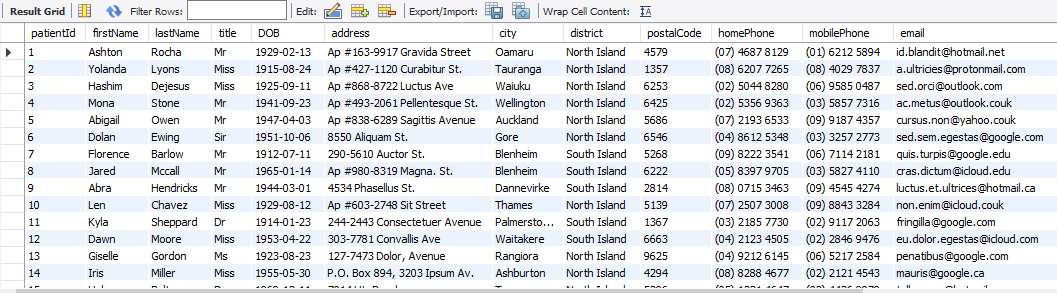 Result Grid Filter Rows: Edit: Export/Import: Wrap Cell Content:
patientId firstName lastName title DOB address city district postalCode homePhone mobilePhone email
1 Ashton Rocha Mr 1929-02-13 Ap #163-9917 Gravida Street Oamaru North Island 4579 (07) 4687 8129 (01) 6212 5894 id.blandit@hotmail.net
2 Yolanda Lyons Miss 1915-08-24 Ap #427-1120 Curabitur St. Tauranga North Island 1357 (08) 6207 7265 (08) 4029 7837 a.ultricies@protonmail.com
3 Hashim Dejesus Miss 1925-09-11 Ap #868-8722 Luctus Ave Waiuku North Island 6253 (02) 5044 8280 (06) 9585 0487 sed.orci@outlook.com
4 Mona Stone Mr 1941-09-23 Ap #493-2061 Pellentesque St. Wellington North Island 6425 (02) 5356 9363 (03) 5857 7316 ac.metus@outlook.couk
5 Abigail Owen Mr 1947-04-03 Ap #838-6289 Sagittis Avenue Auckland North Island 5686 (07) 2193 6533 (09) 9187 4357 cursus.non@yahoo.couk
6 Dolan Ewing Sir 1951-10-06 8550 Aliquam St. Gore North Island 6546 (04) 8612 5348 (03) 3257 2773 sed.sem.egestas@google.com
7 Florence Barlow Mr 1912-07-11 290-5610 Auctor St. Blenheim South Island 5268 (09) 8222 3541 (06) 7114 2181 quis.turpis@google.edu
8 Jared Mccall Mr 1965-01-14 Ap #980-8319 Magna. St. Blenheim South Island 6222 (05) 8397 9705 (03) 5827 4110 cras.dictum@icloud.edu
9 Abra Hendricks Mr 1944-03-01 4534 Phasellus St. Dannevirke North Island 2814 (08) 0715 3463 (09) 4545 4274 luctus.et.ultrices@hotmail.ca
10 Len Chavez Miss 1929-08-12 Ap #603-2748 Sit Street Thames North Island 5139 (07) 2507 3008 (09) 8843 3284 non.enim@icloud.couk
11 Kyla Sheppard Dr 1914-01-23 244-2443 Consectetuer Avenue Palmersto... South Island 1367 (03) 2185 7730 (02) 9117 2063 fringilla@google.com
12 Dawn Moore Miss 1953-04-22 303-7781 Convallis Ave Waitakere South Island 6663 (04) 2123 4505 (02) 2846 9476 eu.dolor.egestas@icloud.com
13 Giselle Gordon Ms 1923-08-23 127-7473 Dolor, Avenue Rangiora North Island 9625 (04) 9212 6145 (06) 5217 2584 penatibus@google.com
14 Iris Miller Miss 1955-05-30 P.O. Box 894, 3203 Ipsum Av. Ashburton North Island 4294 (08) 8288 4677 (02) 2121 4543 mauris@google.ca